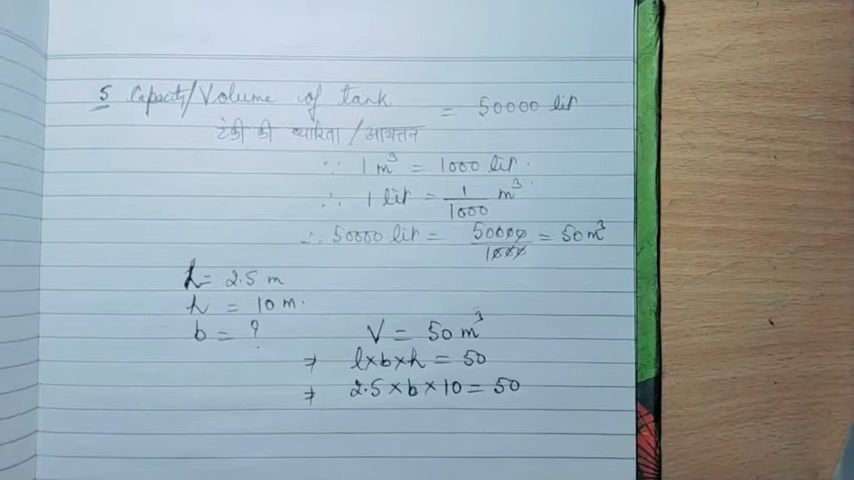 5 Capacity/Volume of tank = 50000 lit
टंकी की धारिता/आयतन
∵ 1 m³ = 1000 lit.
∴ 1 lit = 1/1000 m³.
∴ 50000 lit = 50000/1000 = 50 m³
l = 2.5 m
h = 10 m.
b = ?
V = 50 m³
⇒ l×b×h = 50
⇒ 2.5×b×10 = 50